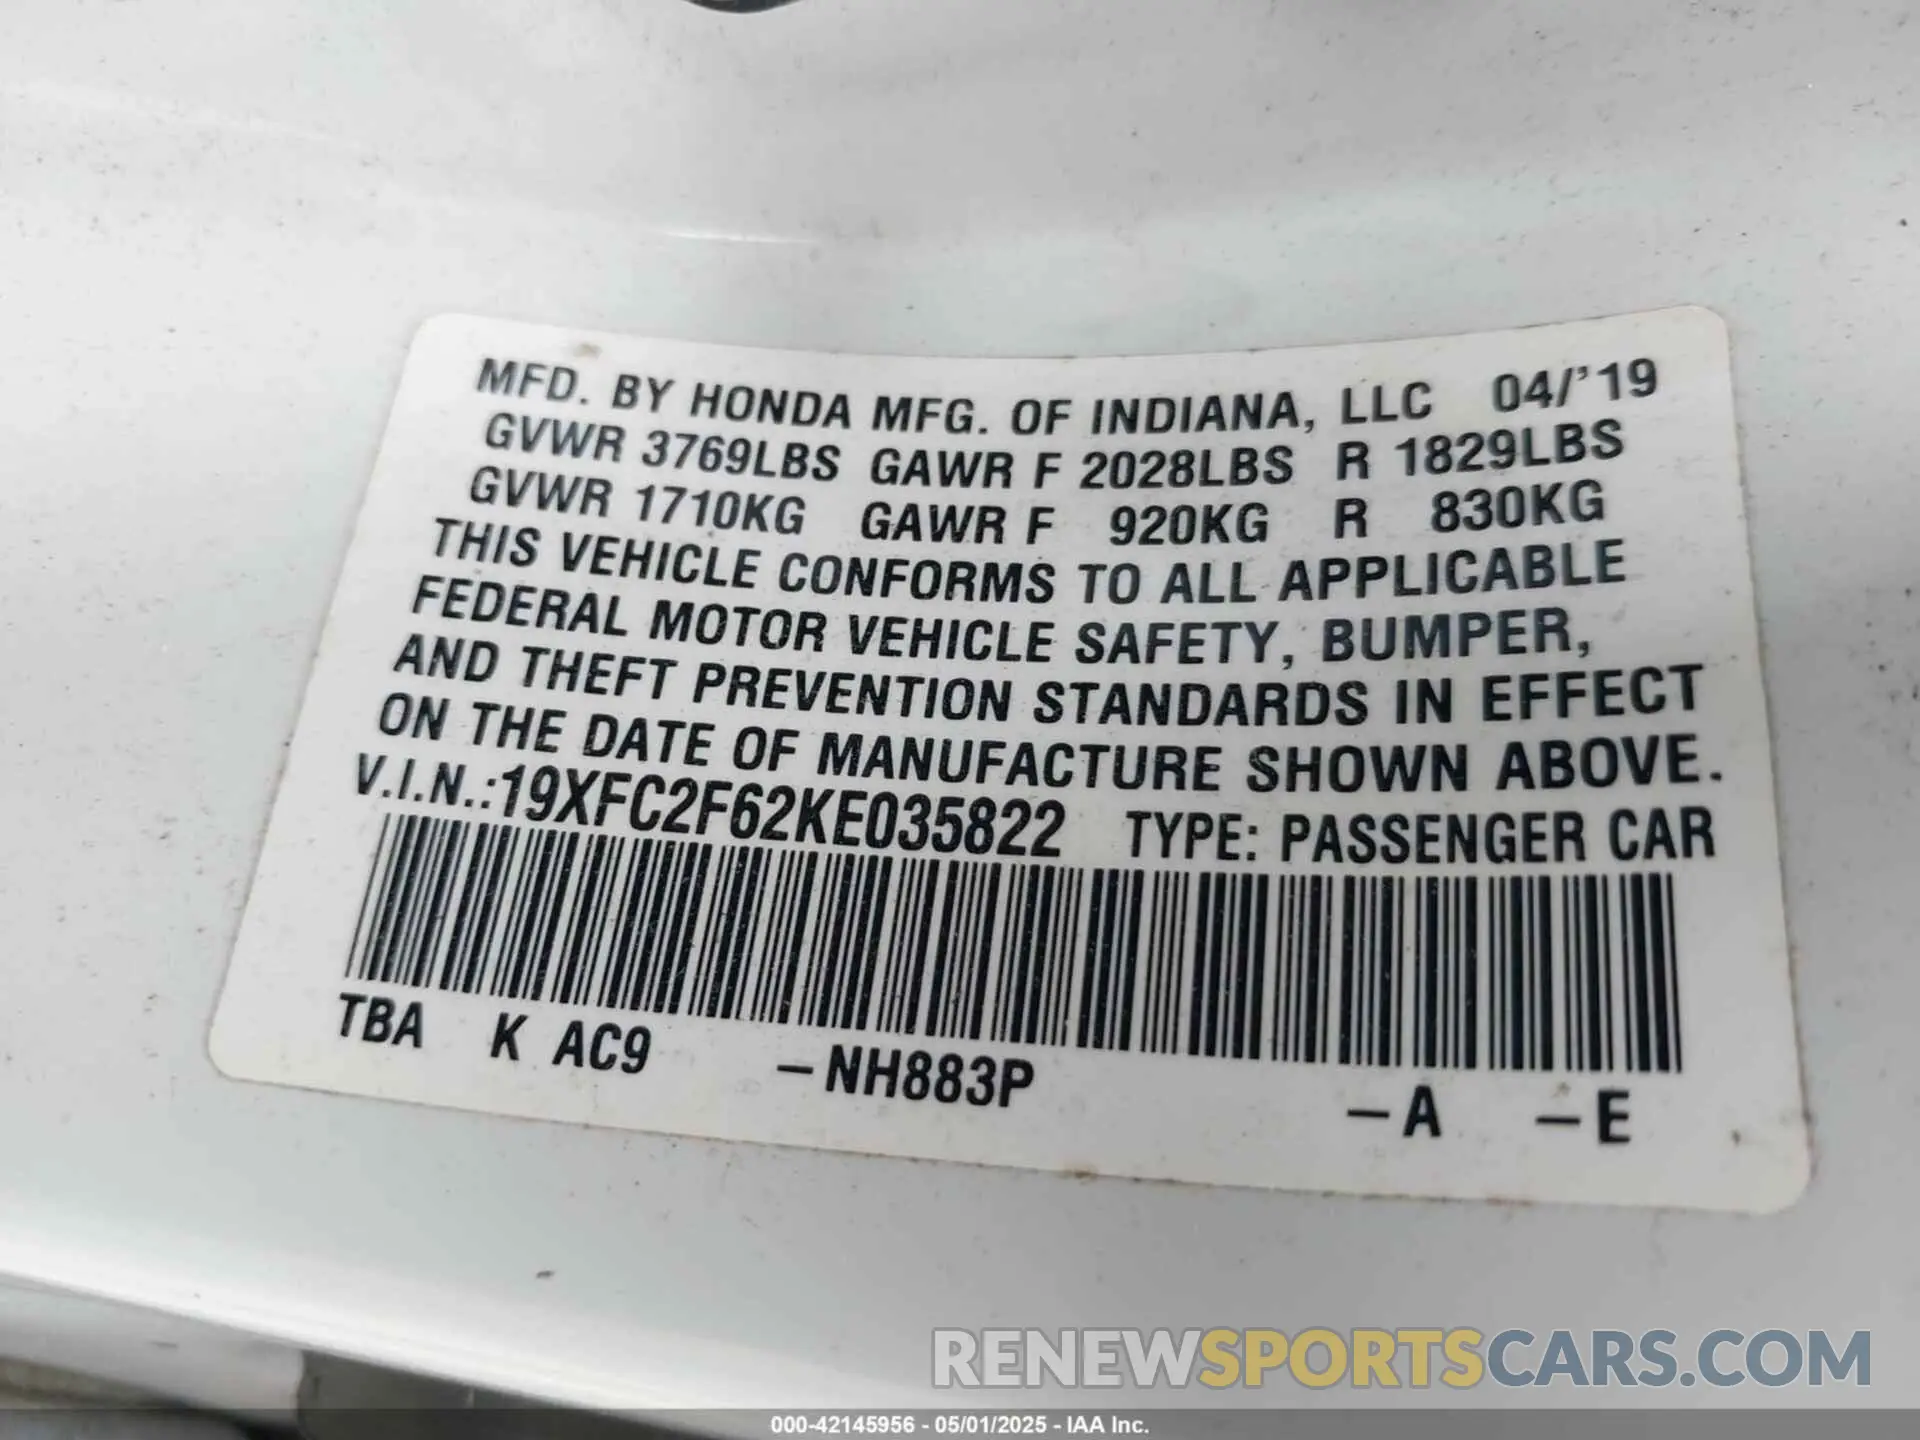 MFD. BY HONDA MFG. OF INDIANA, LLC 04/'19
GVWR 3769LBS GAWR F 2028LBS R 1829LBS
GVWR 1710KG GAWR F 920KG R 830KG
THIS VEHICLE CONFORMS TO ALL APPLICABLE
FEDERAL MOTOR VEHICLE SAFETY, BUMPER,
AND THEFT PREVENTION STANDARDS IN EFFECT
ON THE DATE OF MANUFACTURE SHOWN ABOVE.
V.I.N.:19XFC2F62KE035822 TYPE: PASSENGER CAR
TBA K AC9 –NH883P –A –E
RENEWSPORTSCARS.COM
000-42145956 - 05/01/2025 - IAA Inc.